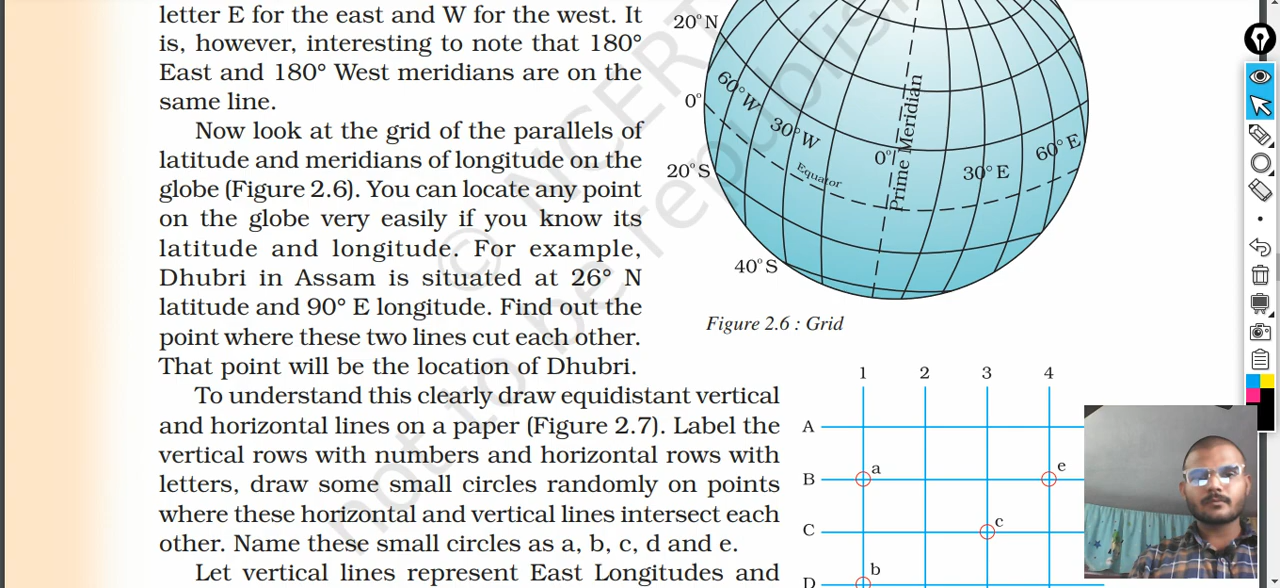 letter E for the east and W for the west. It
is, however, interesting to note that 180°
East and 180° West meridians are on the
same line.
Now look at the grid of the parallels of
latitude and meridians of longitude on the
globe (Figure 2.6). You can locate any point
on the globe very easily if you know its
latitude and longitude. For example,
Dhubri in Assam is situated at 26° N
latitude and 90° E longitude. Find out the
point where these two lines cut each other.
That point will be the location of Dhubri.
To understand this clearly draw equidistant vertical
and horizontal lines on a paper (Figure 2.7). Label the
vertical rows with numbers and horizontal rows with
letters, draw some small circles randomly on points
where these horizontal and vertical lines intersect each
other. Name these small circles as a, b, c, d and e.
Let vertical lines represent East Longitudes and
20°N
0°
20°S
40°S
60°W
30°W
0°
30°E
60°E
Equator
Prime Meridian
Figure 2.6 : Grid
1 2 3 4
A
B a e
C c
D b
© NCERT
not to be republish